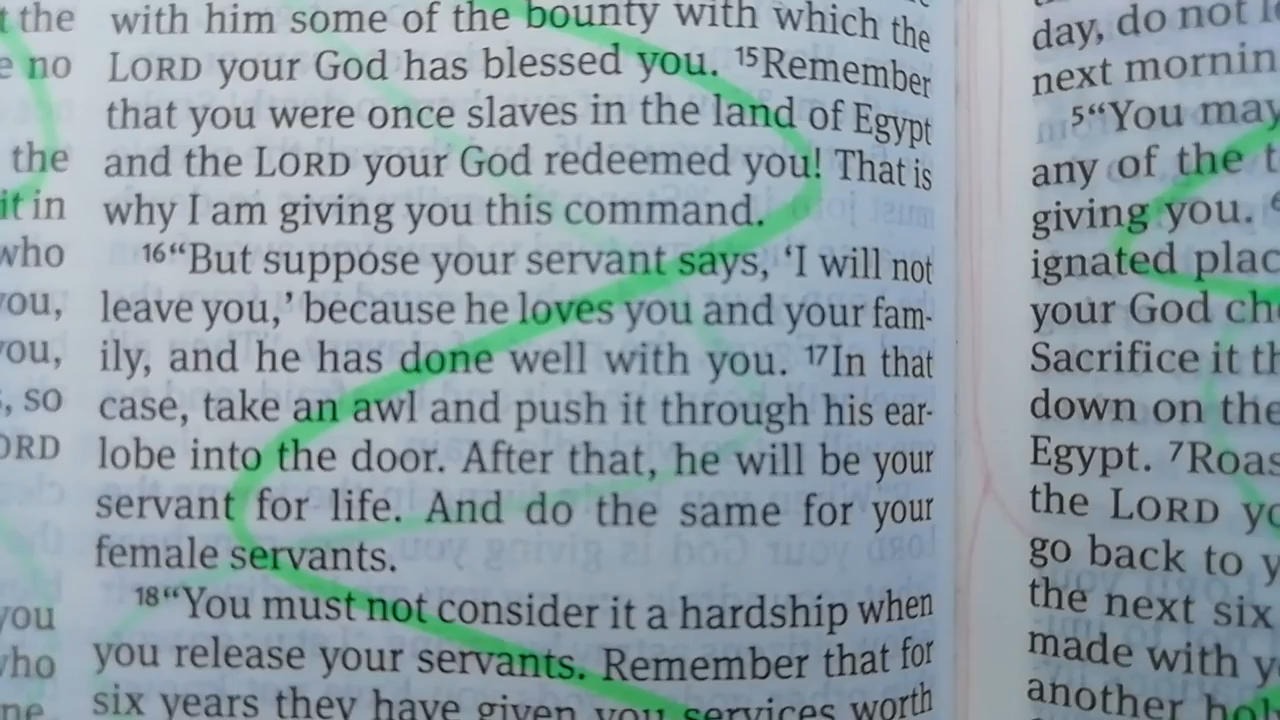 t the
e no
the
it in
who
you,
you,
, so
ORD
you
who
ne
with him some of the bounty with which the
LORD your God has blessed you. ¹⁵Remember
that you were once slaves in the land of Egypt
and the LORD your God redeemed you! That is
why I am giving you this command.
¹⁶“But suppose your servant says, ‘I will not
leave you,’ because he loves you and your fam-
ily, and he has done well with you. ¹⁷In that
case, take an awl and push it through his ear-
lobe into the door. After that, he will be your
servant for life. And do the same for your
female servants.
¹⁸“You must not consider it a hardship when
you release your servants. Remember that for
six years they have given you services worth
day, do not
next mornin
⁵“You may
any of the t
giving you.
ignated plac
your God cho
Sacrifice it th
down on the
Egypt. ⁷Roas
the LORD yo
go back to y
the next six
made with y
another hol